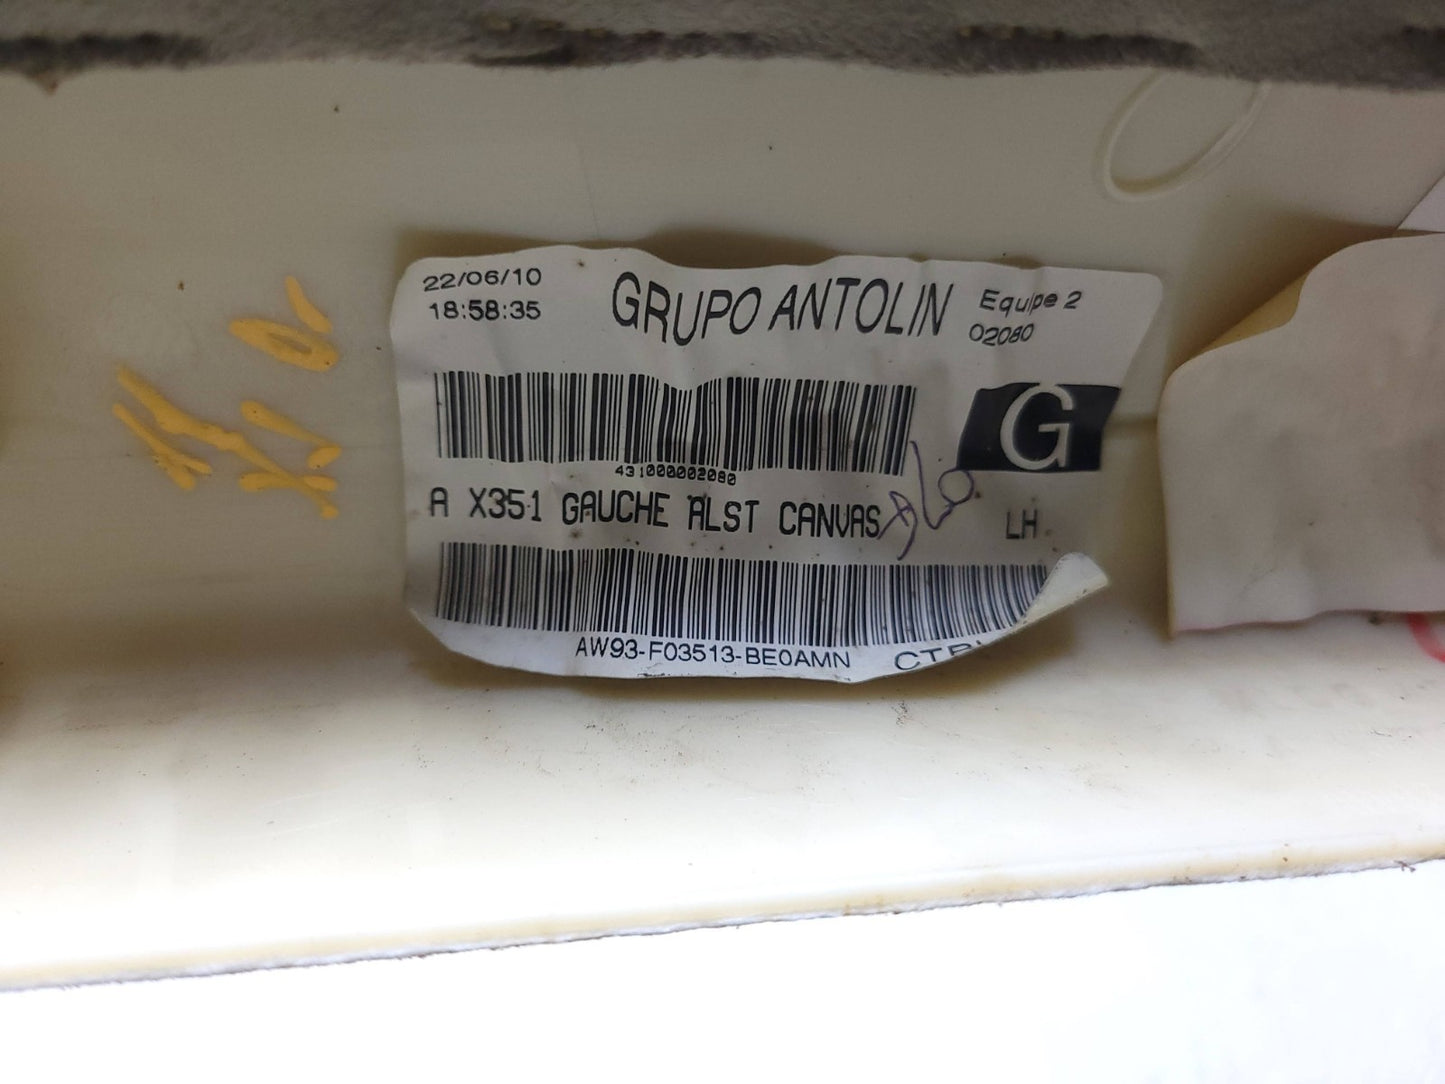 22/06/10
18:58:35
GRUPO ANTOLIN
Equipe 2
02080
431000002080
G
A X351 GAUCHE ALST CANVAS
LH
AW93-F03513-BE0AMN